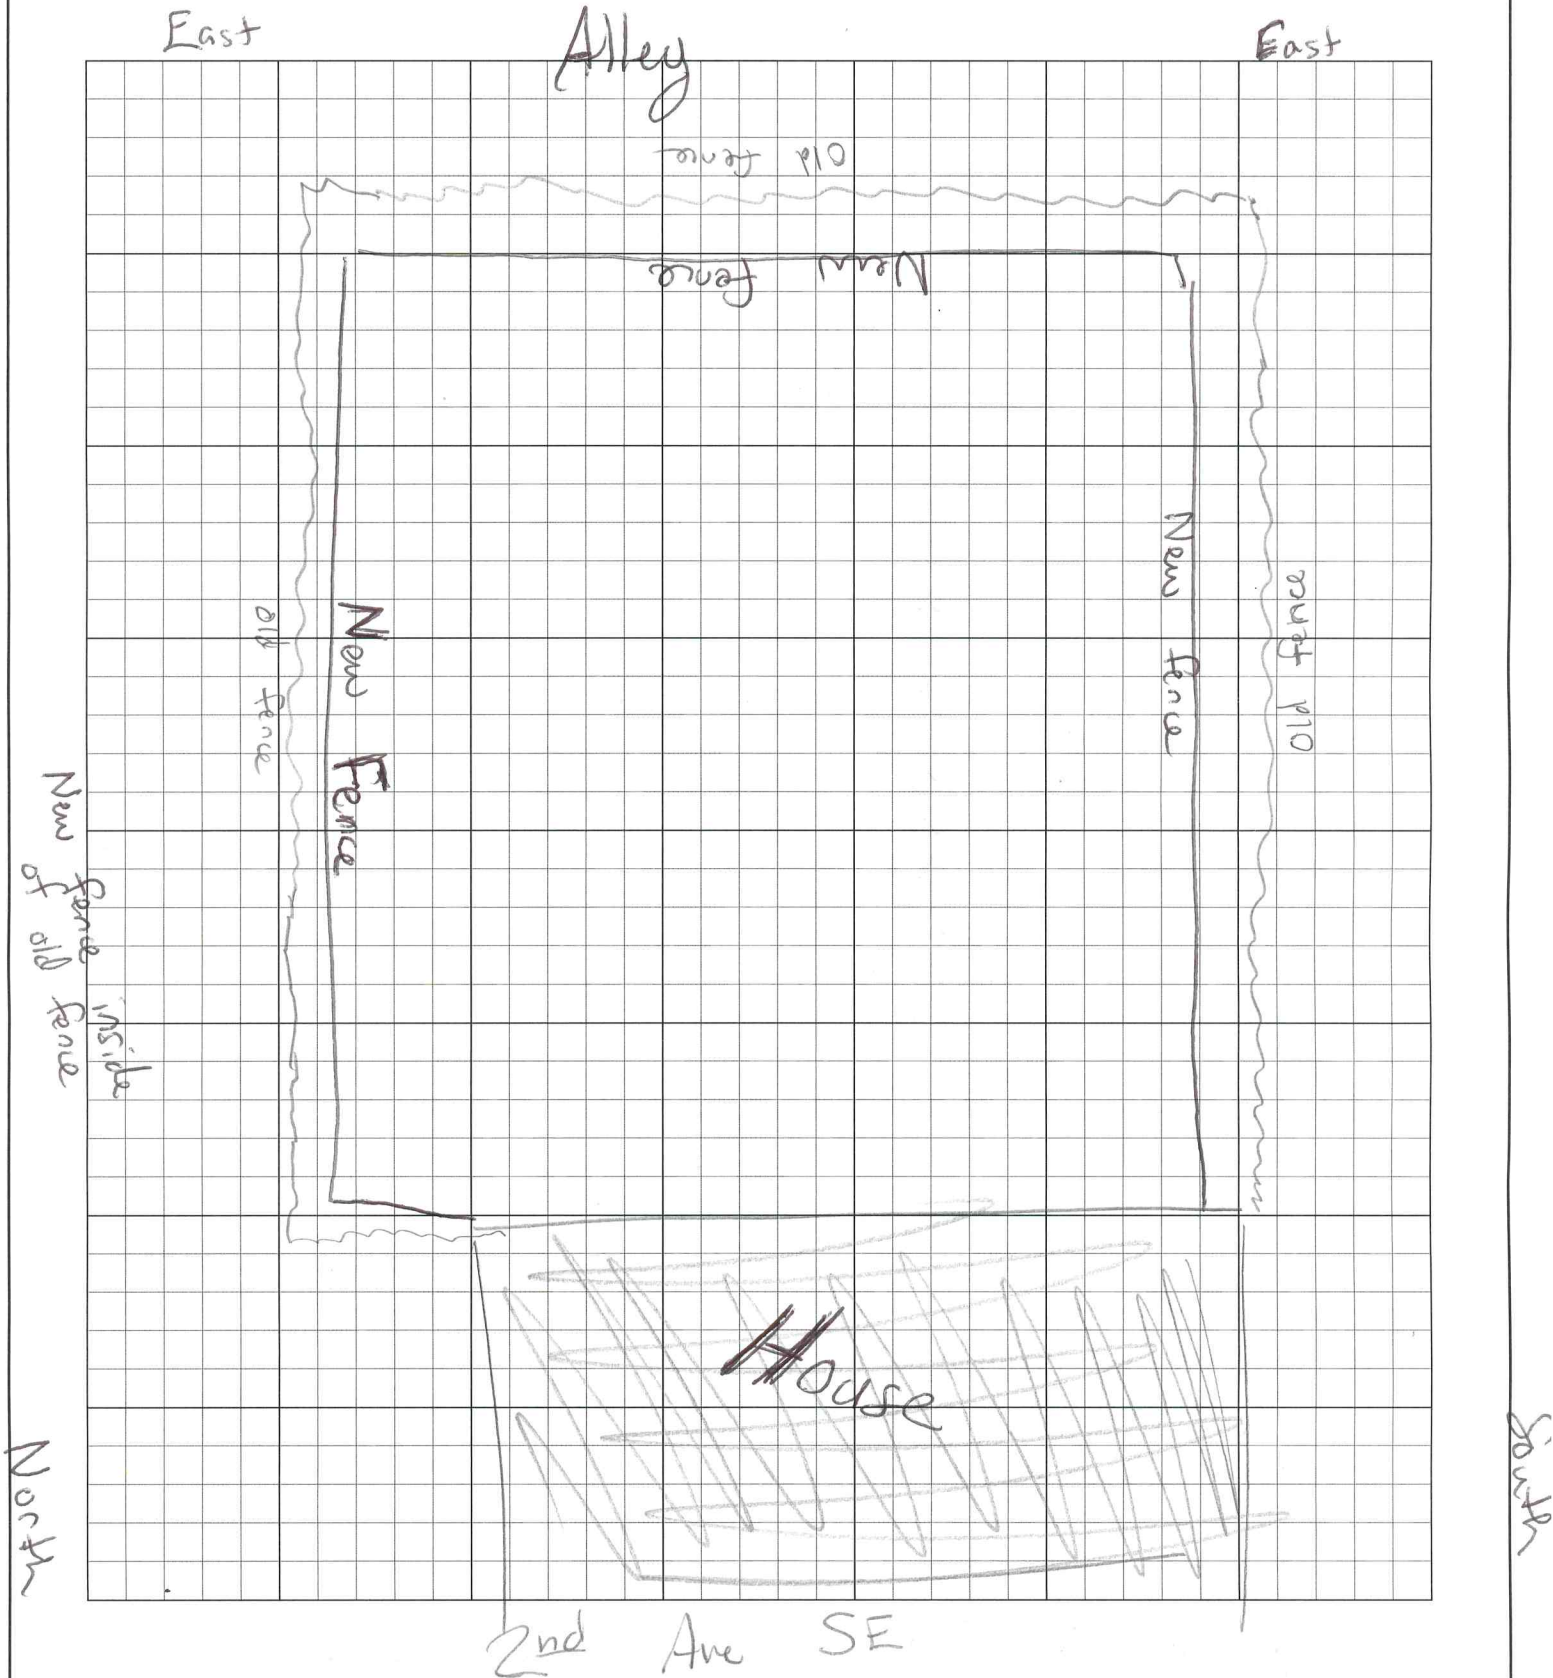 East
Alley
East
old fence
New fence
New fence
old fence
New Fence
old fence
New fence inside
of old fence
House
North
South
2nd Ave SE